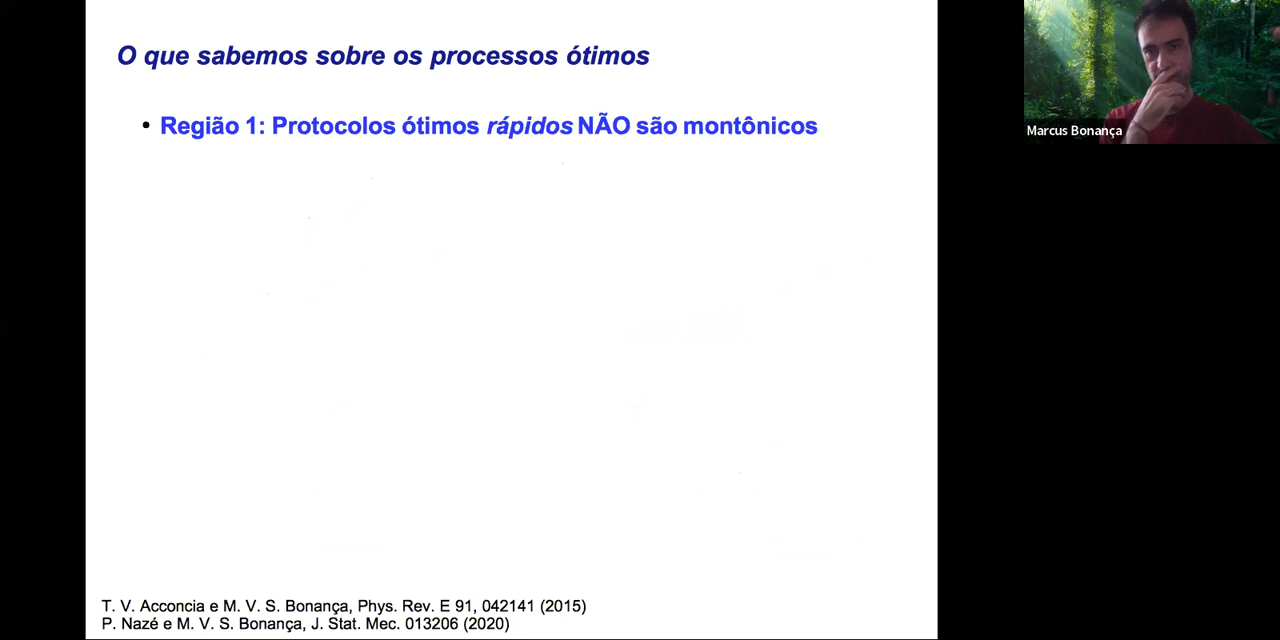 O que sabemos sobre os processos ótimos
• Região 1: Protocolos ótimos rápidos NÃO são montônicos
Marcus Bonança
T. V. Acconcia e M. V. S. Bonança, Phys. Rev. E 91, 042141 (2015)
P. Nazé e M. V. S. Bonança, J. Stat. Mec. 013206 (2020)